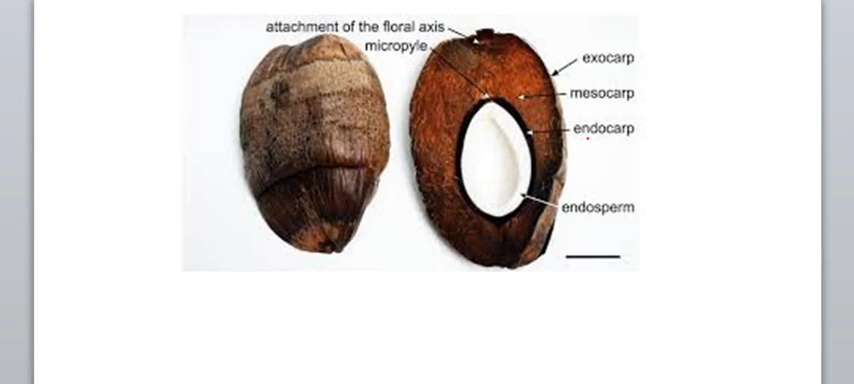 attachment of the floral axis
micropyle
exocarp
mesocarp
endocarp
endosperm